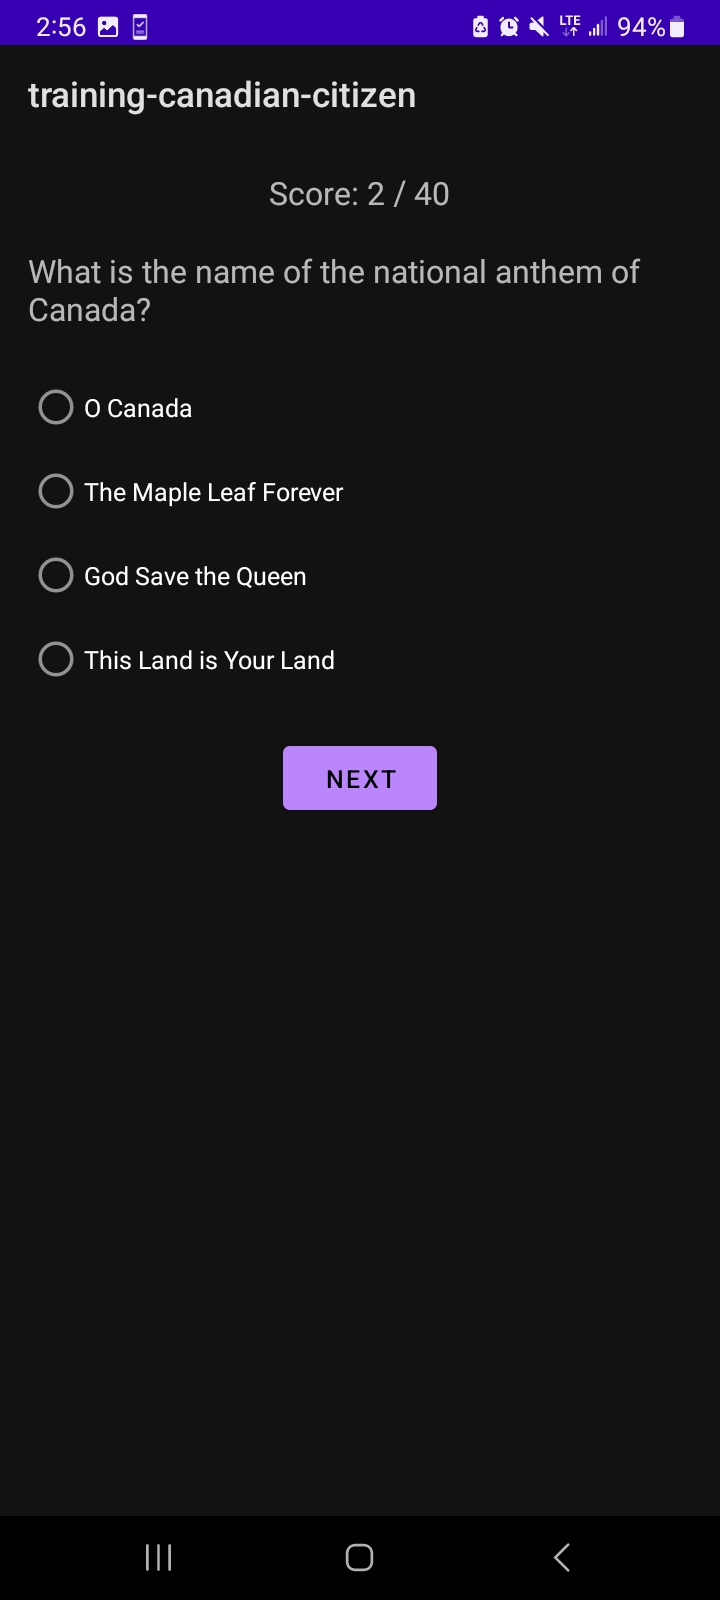 2:56 LTE 94%
training-canadian-citizen
Score: 2 / 40
What is the name of the national anthem of
Canada?
O Canada
The Maple Leaf Forever
God Save the Queen
This Land is Your Land
NEXT